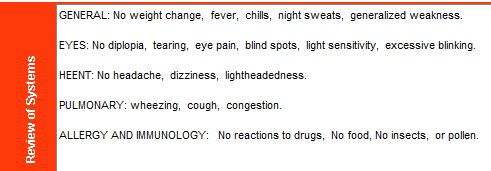 Review of Systems
GENERAL: No weight change, fever, chills, night sweats, generalized weakness.
EYES: No diplopia, tearing, eye pain, blind spots, light sensitivity, excessive blinking.
HEENT: No headache, dizziness, lightheadedness.
PULMONARY: wheezing, cough, congestion.
ALLERGY AND IMMUNOLOGY: No reactions to drugs, No food, No insects, or pollen.